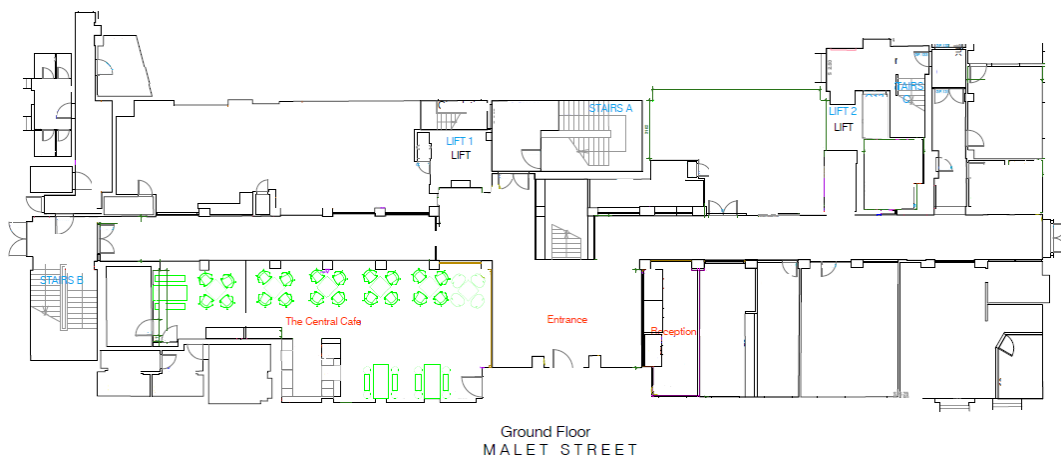 STAIRS A
LIFT 1
LIFT
LIFT 2
LIFT
STAIRS B
The Central Cafe
Entrance
Reception
Ground Floor
MALET STREET